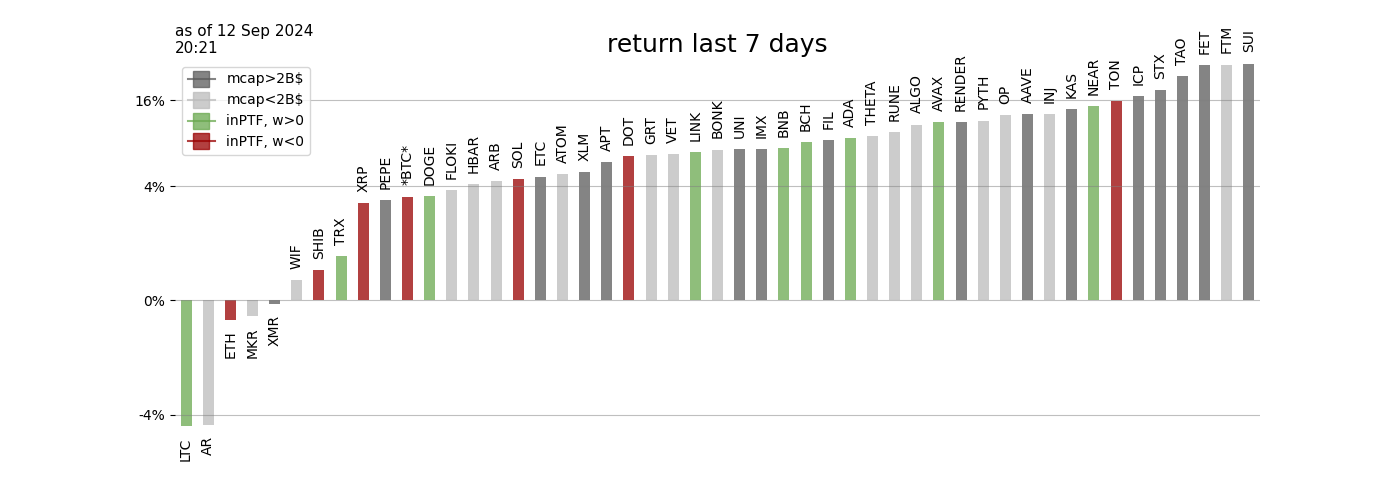 as of 12 Sep 2024
20:21
return last 7 days
mcap>2B$
mcap<2B$
inPTF, w>0
inPTF, w<0
16%
4%
0%
-4%
LTC
AR
ETH
MKR
XMR
WIF
SHIB
TRX
XRP
PEPE
*BTC*
DOGE
FLOKI
HBAR
ARB
SOL
ETC
ATOM
XLM
APT
DOT
GRT
VET
LINK
BONK
UNI
IMX
BNB
BCH
FIL
ADA
THETA
RUNE
ALGO
AVAX
RENDER
PYTH
OP
AAVE
INJ
KAS
NEAR
TON
ICP
STX
TAO
FET
FTM
SUI